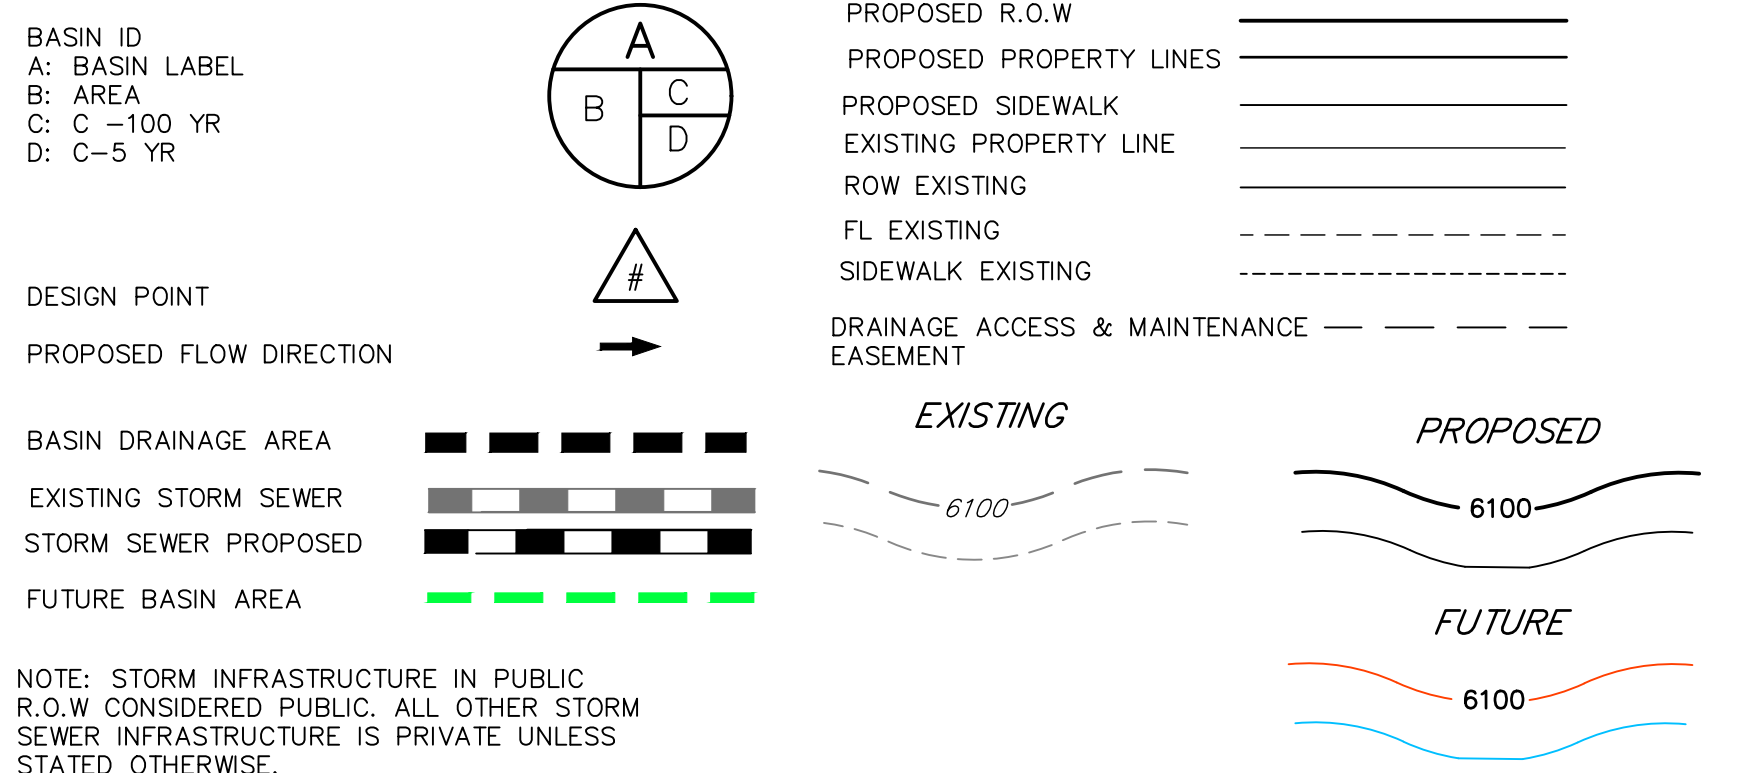 BASIN ID
A: BASIN LABEL
B: AREA
C: C -100 YR
D: C-5 YR
A
B
C
D
DESIGN POINT
#
PROPOSED FLOW DIRECTION
BASIN DRAINAGE AREA
EXISTING STORM SEWER
STORM SEWER PROPOSED
FUTURE BASIN AREA
NOTE: STORM INFRASTRUCTURE IN PUBLIC
R.O.W CONSIDERED PUBLIC. ALL OTHER STORM
SEWER INFRASTRUCTURE IS PRIVATE UNLESS
STATED OTHERWISE.
PROPOSED R.O.W
PROPOSED PROPERTY LINES
PROPOSED SIDEWALK
EXISTING PROPERTY LINE
ROW EXISTING
FL EXISTING
SIDEWALK EXISTING
DRAINAGE ACCESS & MAINTENANCE
EASEMENT
EXISTING
6100
PROPOSED
6100
FUTURE
6100